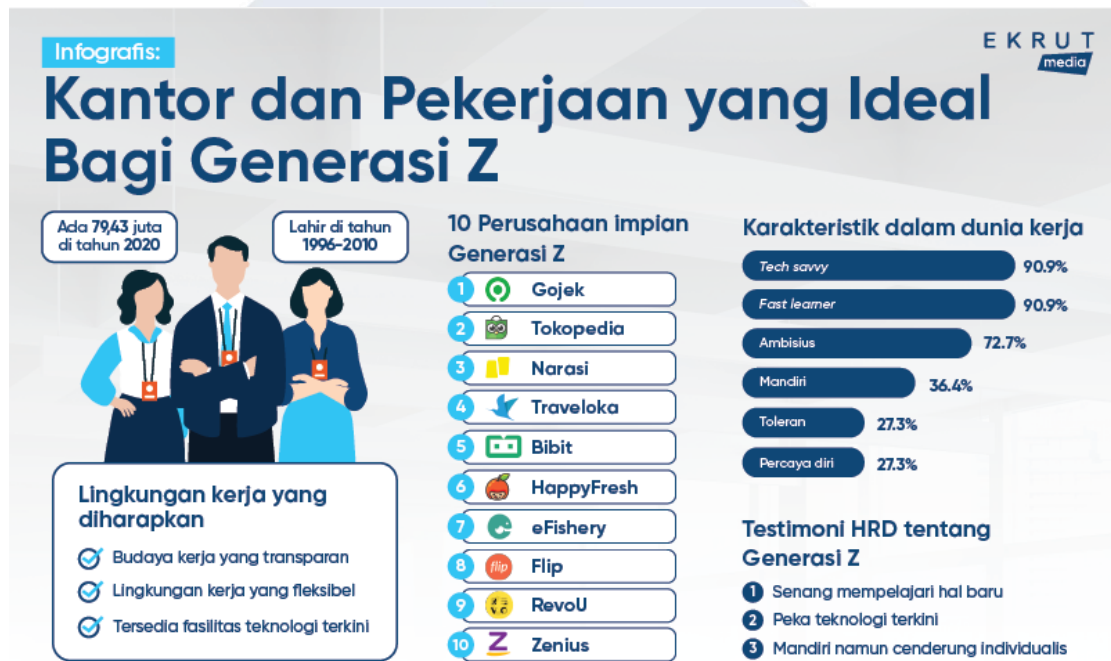 Infografis:
EKRUT
media
Kantor dan Pekerjaan yang Ideal
Bagi Generasi Z
Ada 79,43 juta
di tahun 2020
Lahir di tahun
1996-2010
Lingkungan kerja yang
diharapkan
Budaya kerja yang transparan
Lingkungan kerja yang fleksibel
Tersedia fasilitas teknologi terkini
10 Perusahaan impian
Generasi Z
1 Gojek
2 Tokopedia
3 Narasi
4 Traveloka
5 Bibit
6 HappyFresh
7 eFishery
8 flip Flip
9 RevoU
10 Zenius
Karakteristik dalam dunia kerja
Tech savvy 90.9%
Fast learner 90.9%
Ambisius 72.7%
Mandiri 36.4%
Toleran 27.3%
Percaya diri 27.3%
Testimoni HRD tentang
Generasi Z
1 Senang mempelajari hal baru
2 Peka teknologi terkini
3 Mandiri namun cenderung individualis